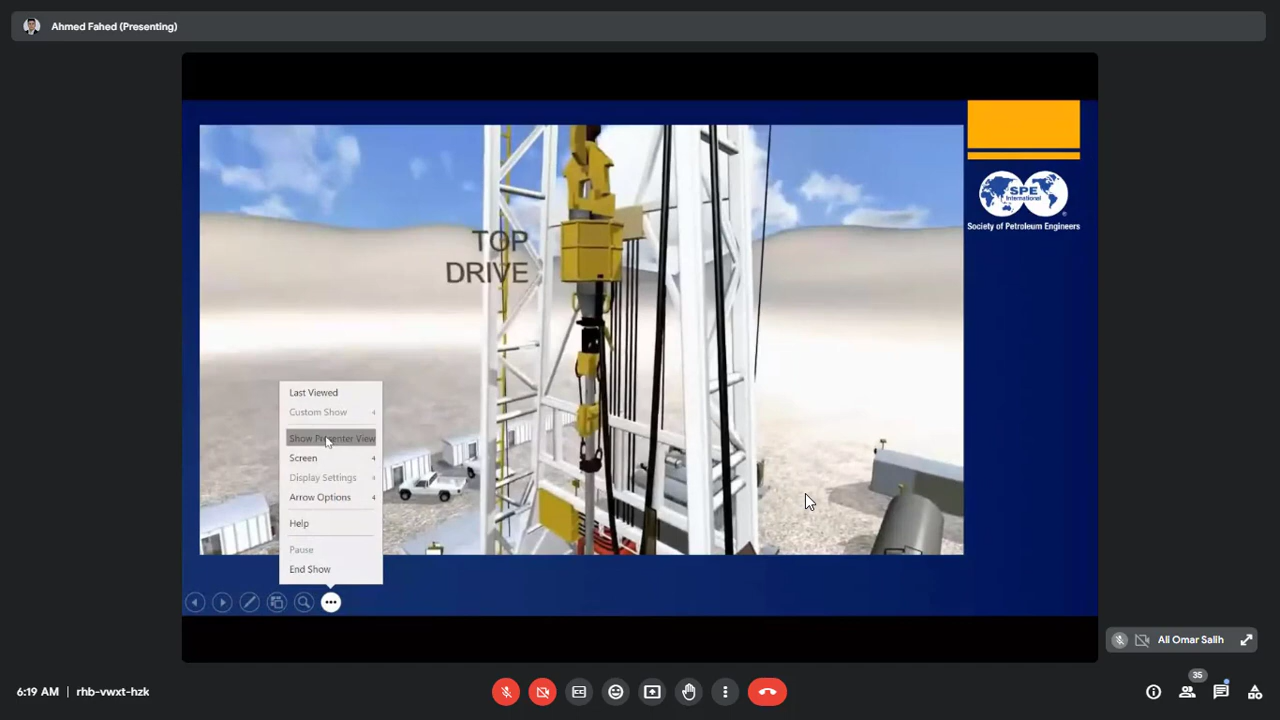 Ahmed Fahed (Presenting)
TOP
DRIVE
SPE
International
Society of Petroleum Engineers
Last Viewed
Custom Show
Show Presenter View
Screen
Display Settings
Arrow Options
Help
Pause
End Show
Ali Omar Salih
35
6:19 AM | rhb-vwxt-hzk